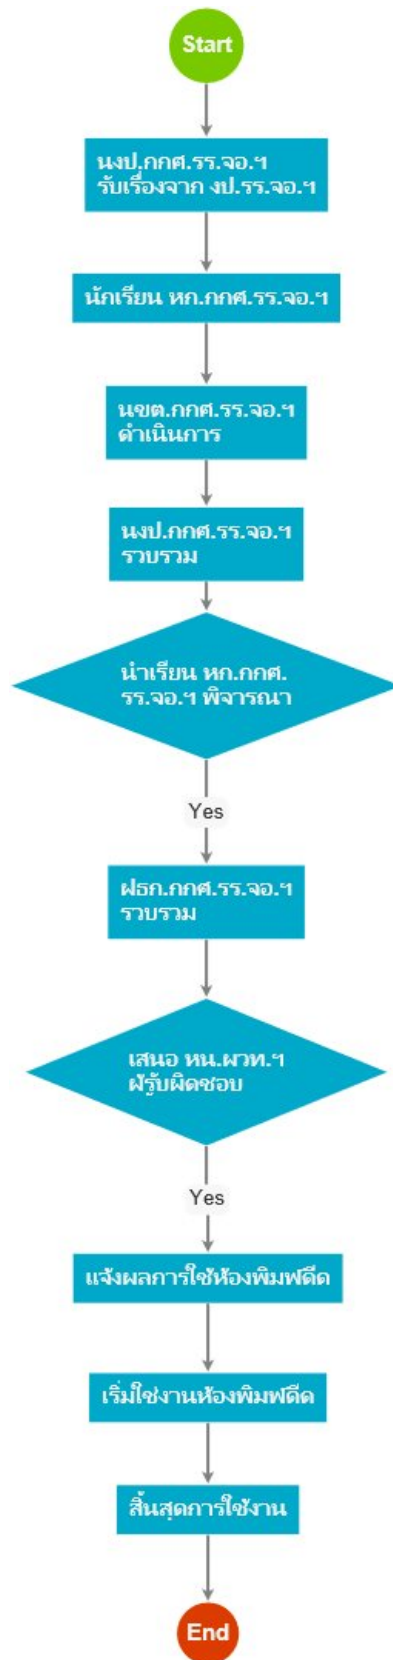 Start
นงป.กกศ.รร.จอ.ฯ
รับเรื่องจาก งป.รร.จอ.ฯ
นักเรียน หก.กกศ.รร.จอ.ฯ
นขต.กกศ.รร.จอ.ฯ
ดำเนินการ
นงป.กกศ.รร.จอ.ฯ
รวบรวม
นำเรียน หก.กกศ.
รร.จอ.ฯ พิจารณา
Yes
ฝธก.กกศ.รร.จอ.ฯ
รวบรวม
เสนอ หน.ผวท.ฯ
ผู้รับผิดชอบ
Yes
แจ้งผลการใช้ห้องพิมพ์ดีด
เริ่มใช้งานห้องพิมพ์ดีด
สิ้นสุดการใช้งาน
End